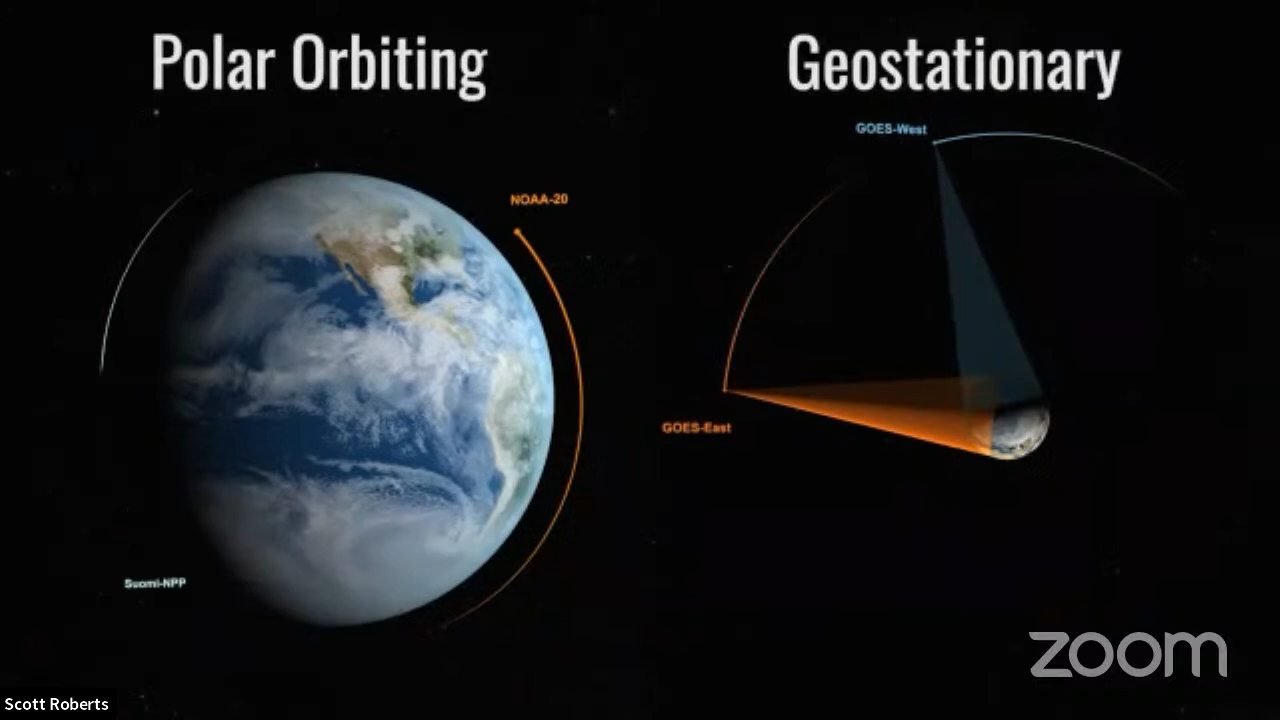 Polar Orbiting
Geostationary
GOES-West
NOAA-20
GOES-East
Suomi-NPP
zoom
Scott Roberts